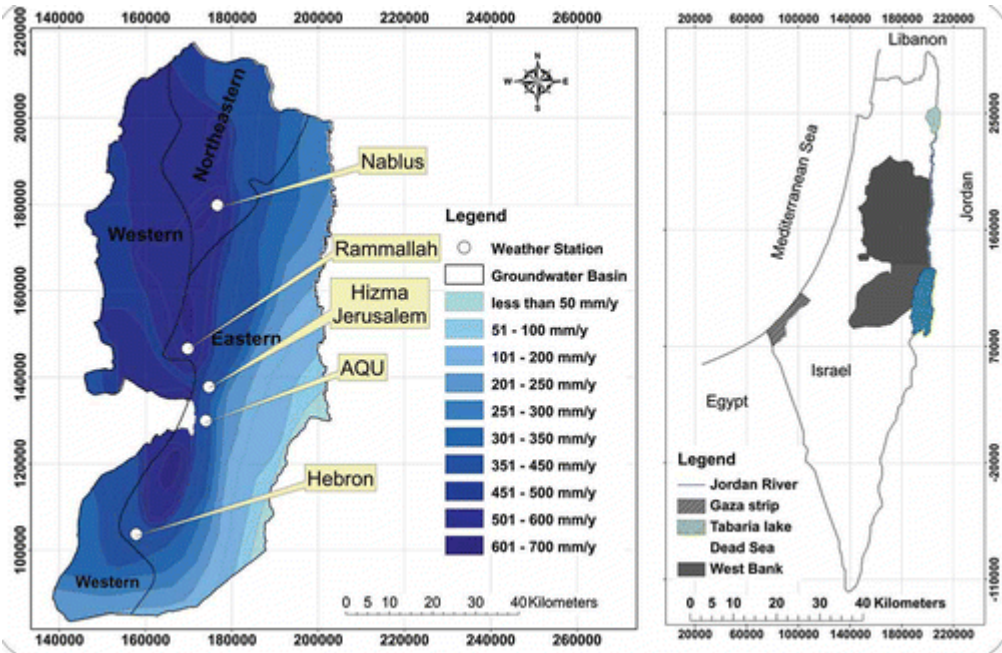 140000 160000 180000 200000 220000 240000 260000
220000
200000
180000
160000
140000
120000
100000
Northeastern
Western
Eastern
Western
Nablus
Rammallah
Hizma
Jerusalem
AQU
Hebron
N
W E
S
Legend
Weather Station
Groundwater Basin
less than 50 mm/y
51 - 100 mm/y
101 - 200 mm/y
201 - 250 mm/y
251 - 300 mm/y
301 - 350 mm/y
351 - 450 mm/y
451 - 500 mm/y
501 - 600 mm/y
601 - 700 mm/y
0 5 10 20 30 40 Kilometers
140000 160000 180000 200000 220000 240000 260000
20000 60000 100000 140000 180000 220000
2500000
1600000
700000
-200000
-1100000
Libanon
Mediterranean Sea
Jordan
Israel
Egypt
Legend
Jordan River
Gaza strip
Tabaria lake
Dead Sea
West Bank
0 5 10 20 30 40 Kilometers
20000 60000 100000 140000 180000 220000